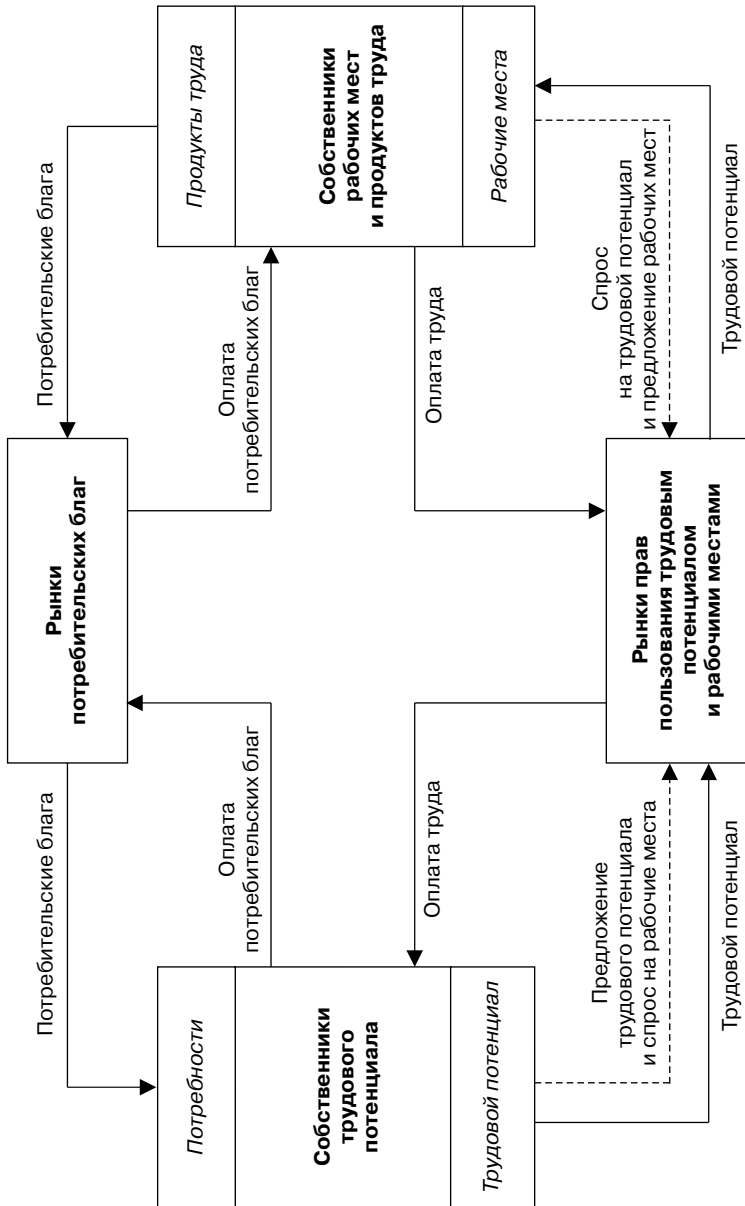 Потребительские блага
Потребительские блага
Рынки
потребительских благ
Оплата
потребительских благ
Оплата
потребительских благ
Потребности
Собственники
трудового
потенциала
Трудовой потенциал
Продукты труда
Собственники
рабочих мест
и продуктов труда
Рабочие места
Оплата труда
Оплата труда
Предложение
трудового потенциала
и спрос на рабочие места
Рынки прав
пользования трудовым
потенциалом
и рабочими местами
Спрос
на трудовой потенциал
и предложение рабочих мест
Трудовой потенциал
Трудовой потенциал